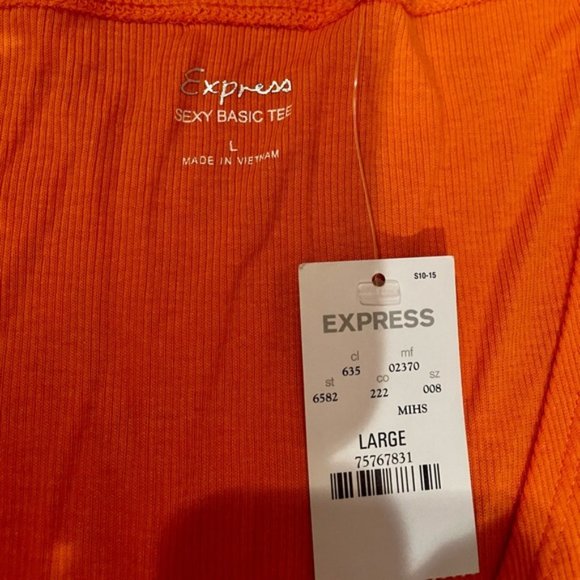 Express
SEXY BASIC TEE
L
MADE IN VIETNAM
S10-15
EXPRESS
cl mf
635 02370
st co sz
6582 222 008
MIHS
LARGE
75767831